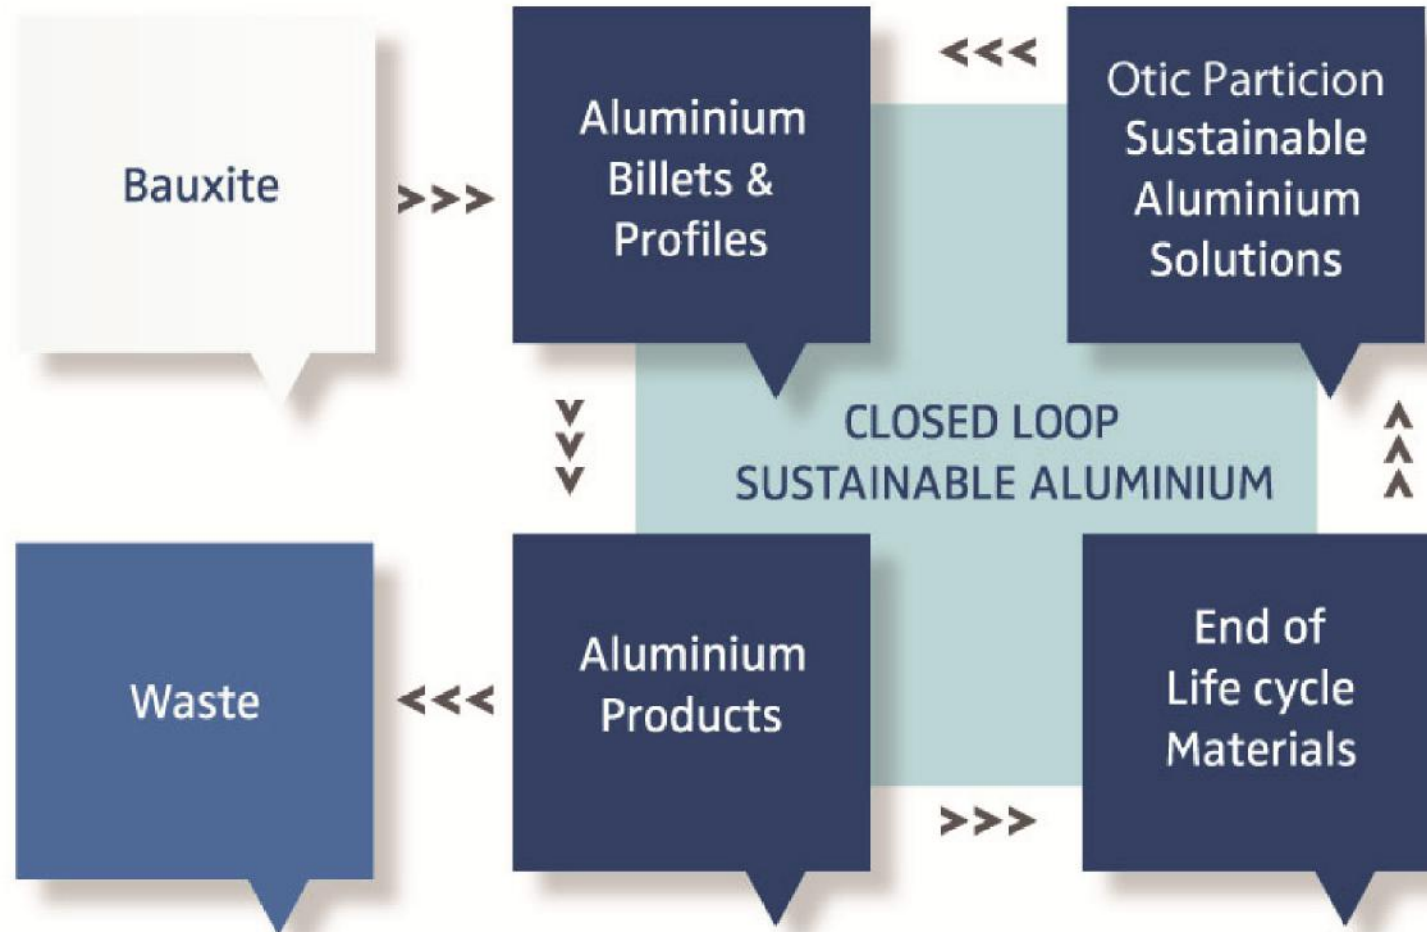 Bauxite
Aluminium
Billets &
Profiles
Otic Particion
Sustainable
Aluminium
Solutions
CLOSED LOOP
SUSTAINABLE ALUMINIUM
Waste
Aluminium
Products
End of
Life cycle
Materials